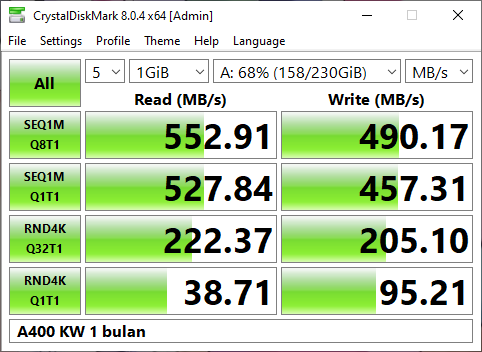 CrystalDiskMark 8.0.4 x64 [Admin]
File Settings Profile Theme Help Language
All 5 1GiB A: 68% (158/230GiB) MB/s
Read (MB/s) Write (MB/s)
SEQ1M
Q8T1 552.91 490.17
SEQ1M
Q1T1 527.84 457.31
RND4K
Q32T1 222.37 205.10
RND4K
Q1T1 38.71 95.21
A400 KW 1 bulan